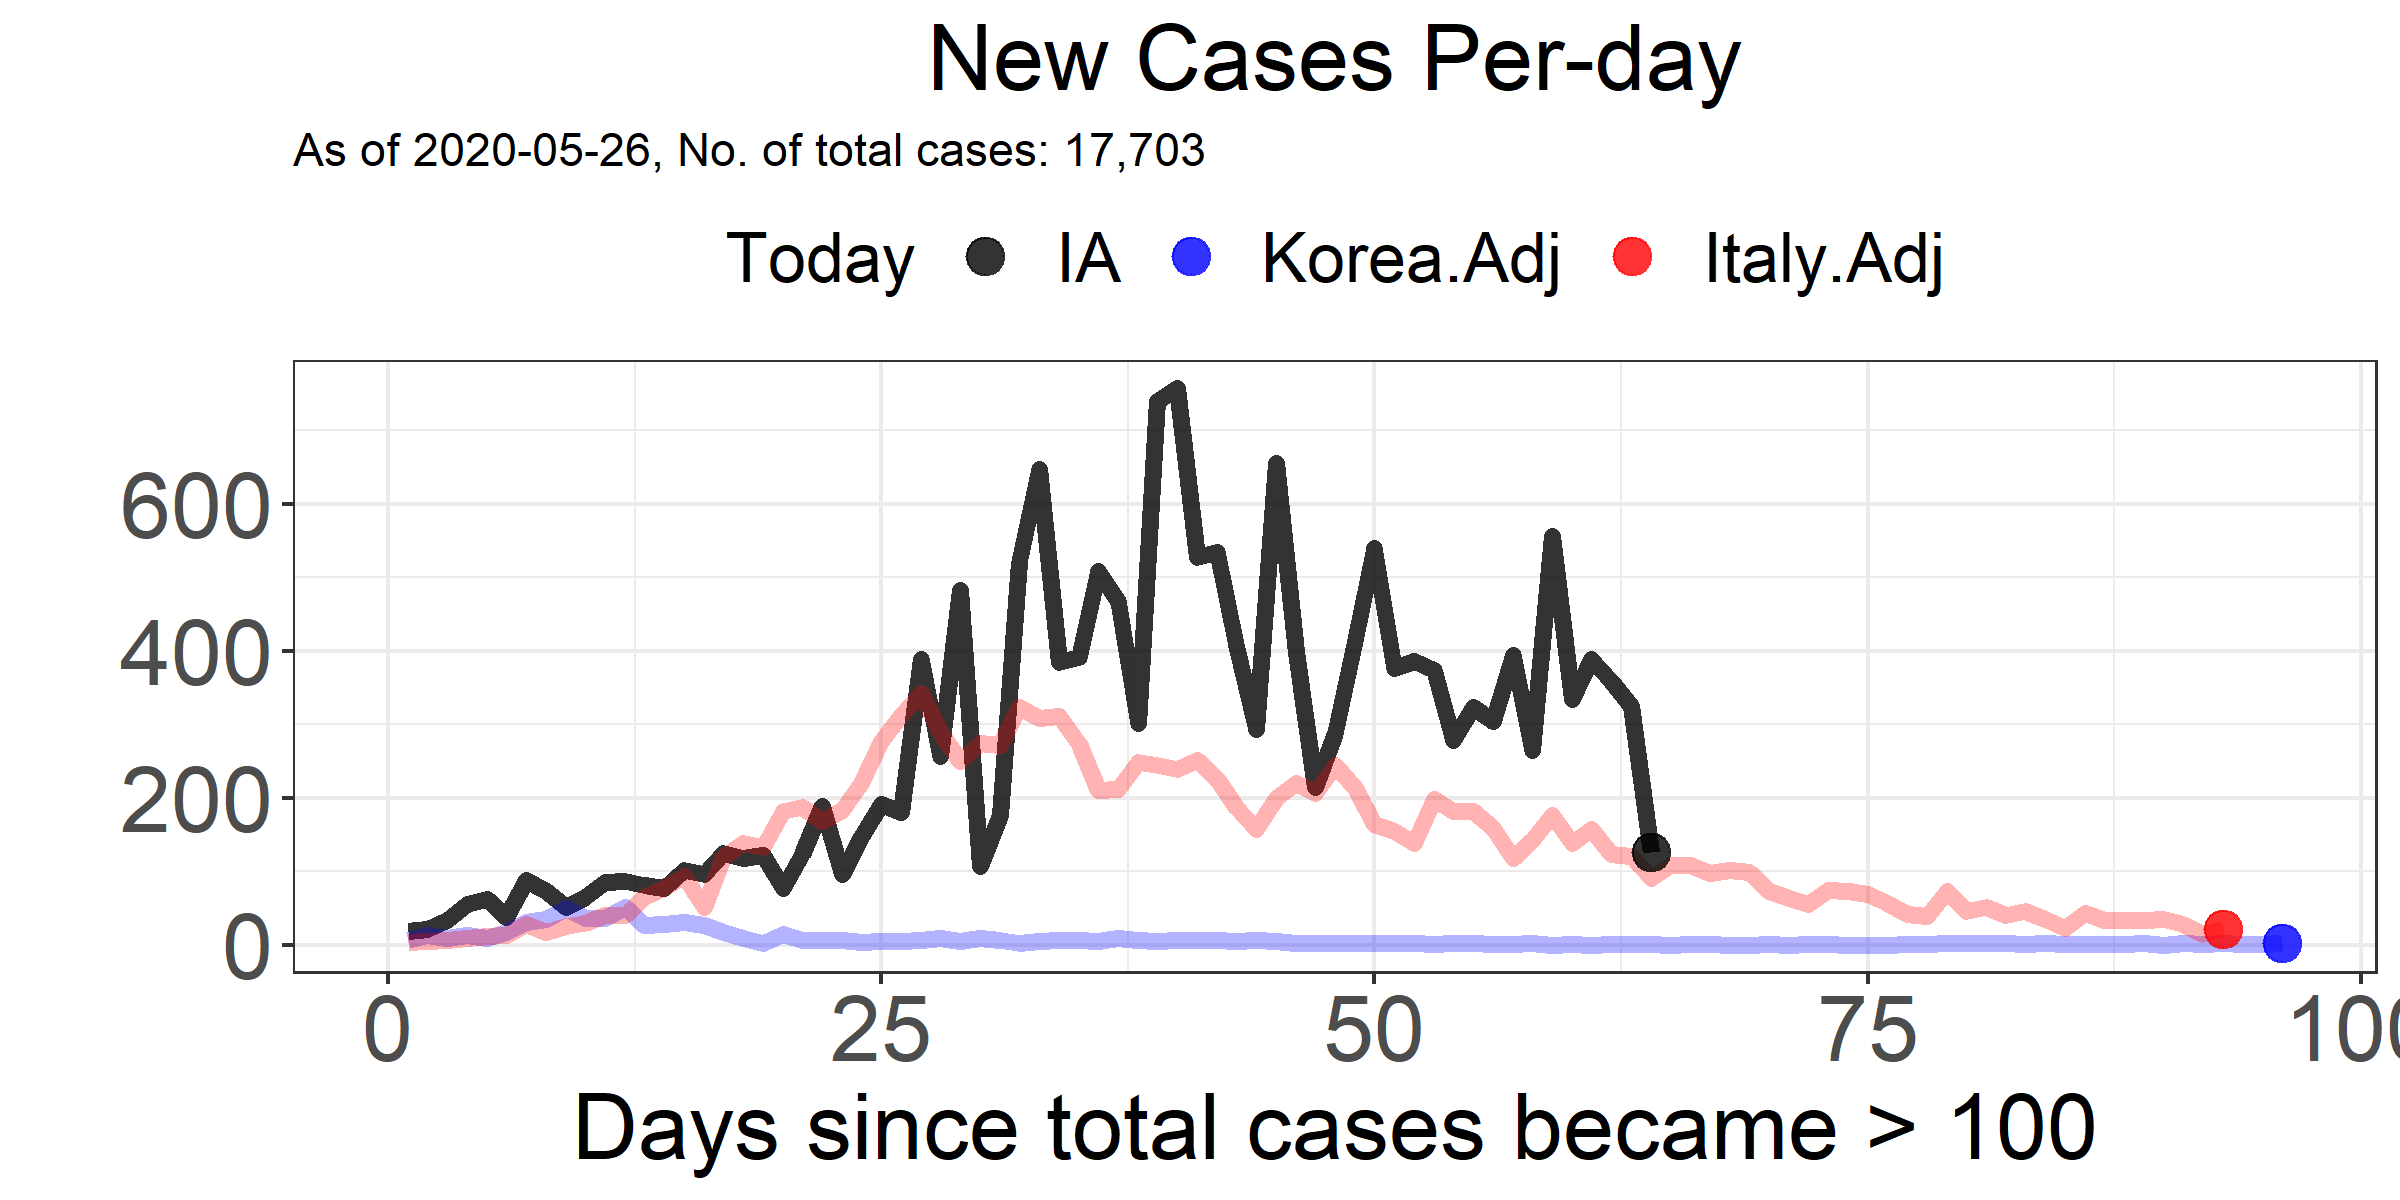 New Cases Per-day
As of 2020-05-26, No. of total cases: 17,703
Today IA Korea.Adj Italy.Adj
600
400
200
0
0 25 50 75 100
Days since total cases became > 100